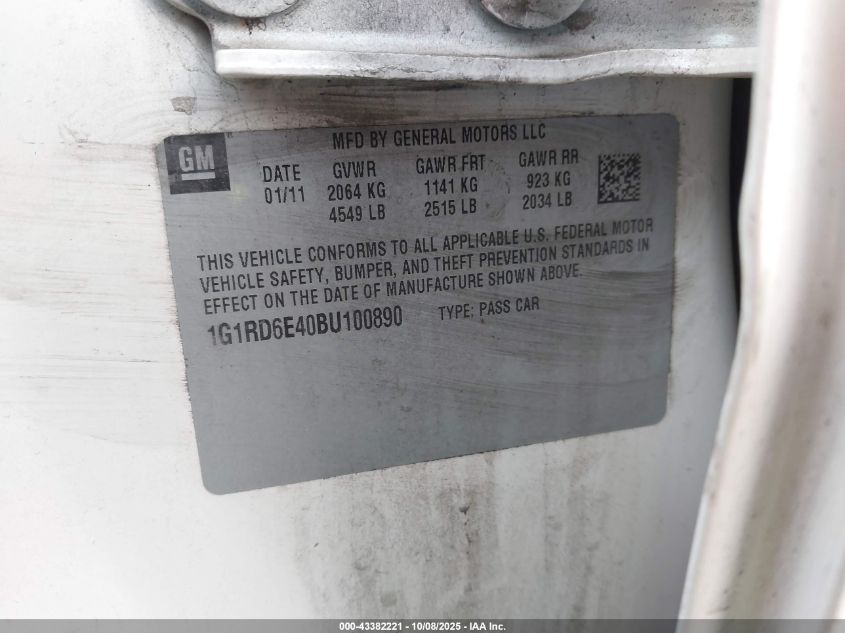 GM
MFD BY GENERAL MOTORS LLC
DATE GVWR GAWR FRT GAWR RR
01/11 2064 KG 1141 KG 923 KG
4549 LB 2515 LB 2034 LB
THIS VEHICLE CONFORMS TO ALL APPLICABLE U.S. FEDERAL MOTOR
VEHICLE SAFETY, BUMPER, AND THEFT PREVENTION STANDARDS IN
EFFECT ON THE DATE OF MANUFACTURE SHOWN ABOVE.
1G1RD6E40BU100890 TYPE: PASS CAR
000-43382221 - 10/08/2025 - IAA Inc.